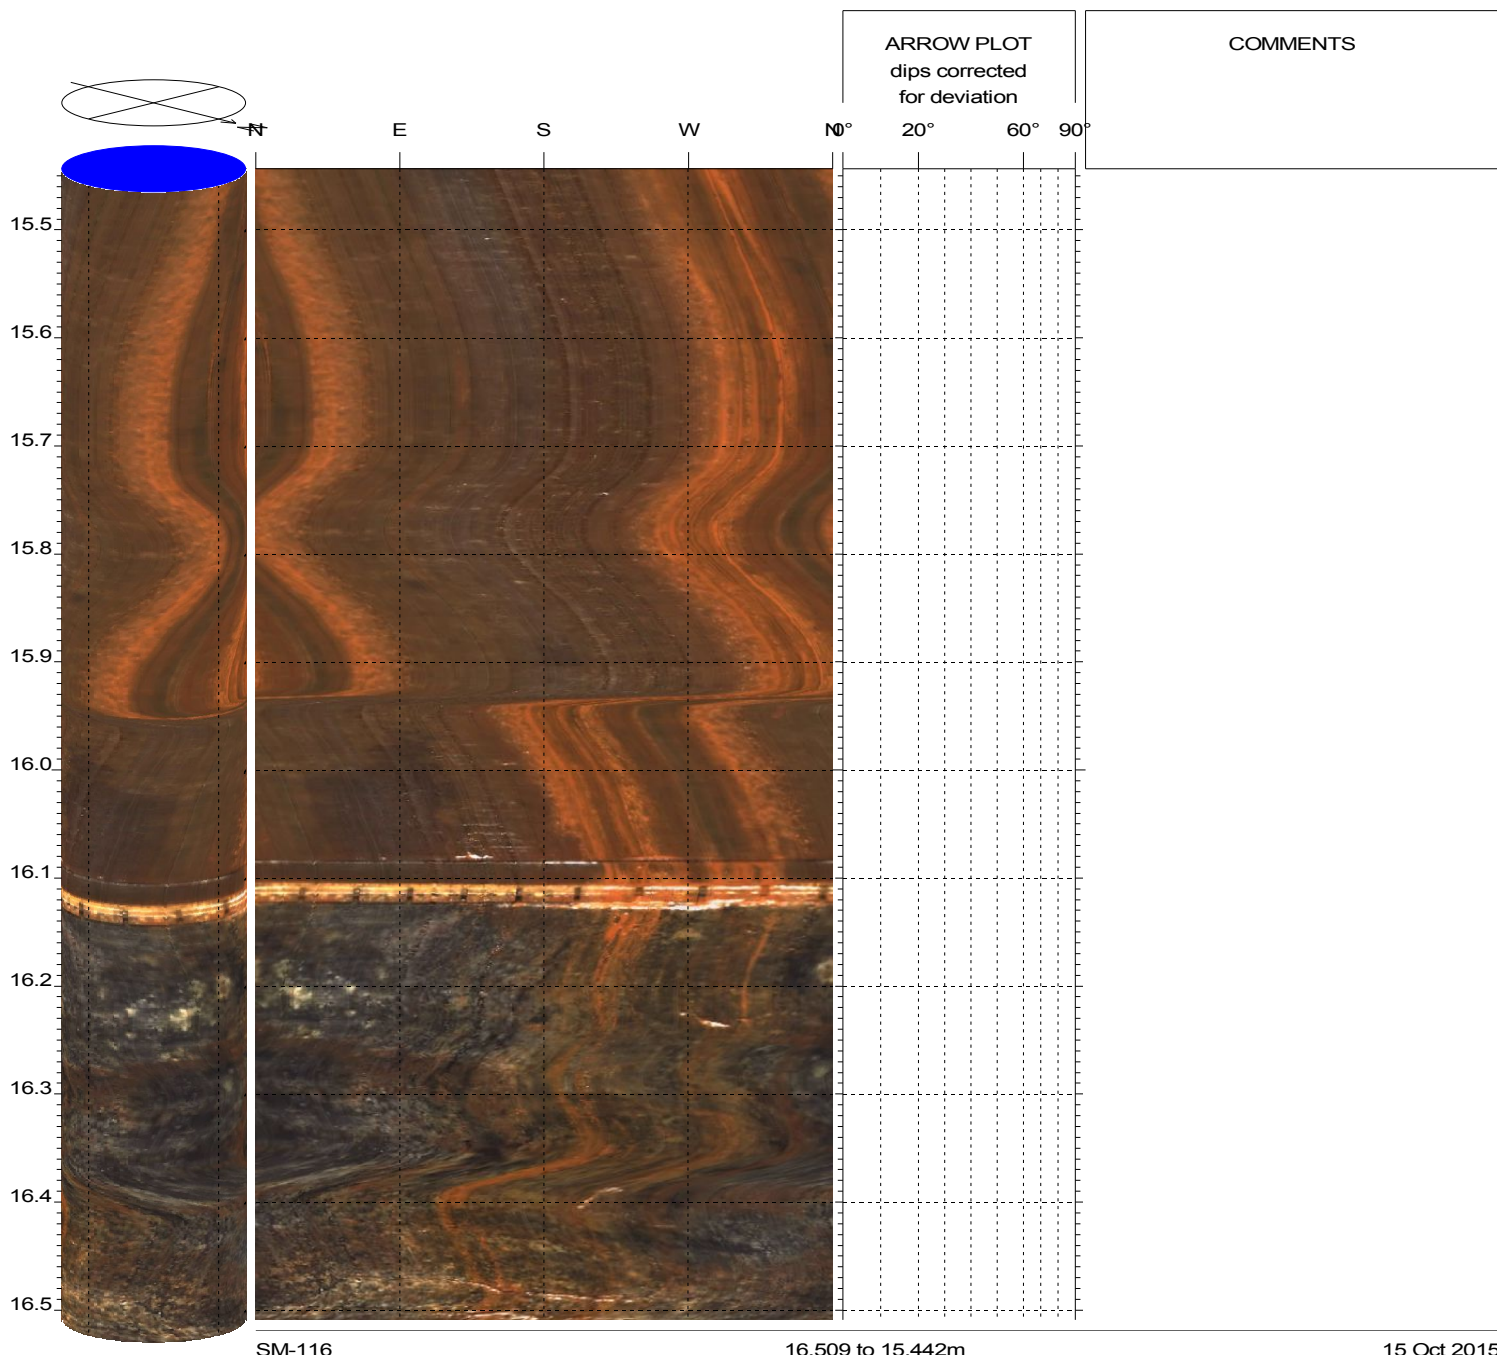 ARROW PLOT
dips corrected
for deviation
COMMENTS
N E S W N
0° 20° 60° 90°
15.5
15.6
15.7
15.8
15.9
16.0
16.1
16.2
16.3
16.4
16.5
SM-116 16.509 to 15.442m 15 Oct 2015